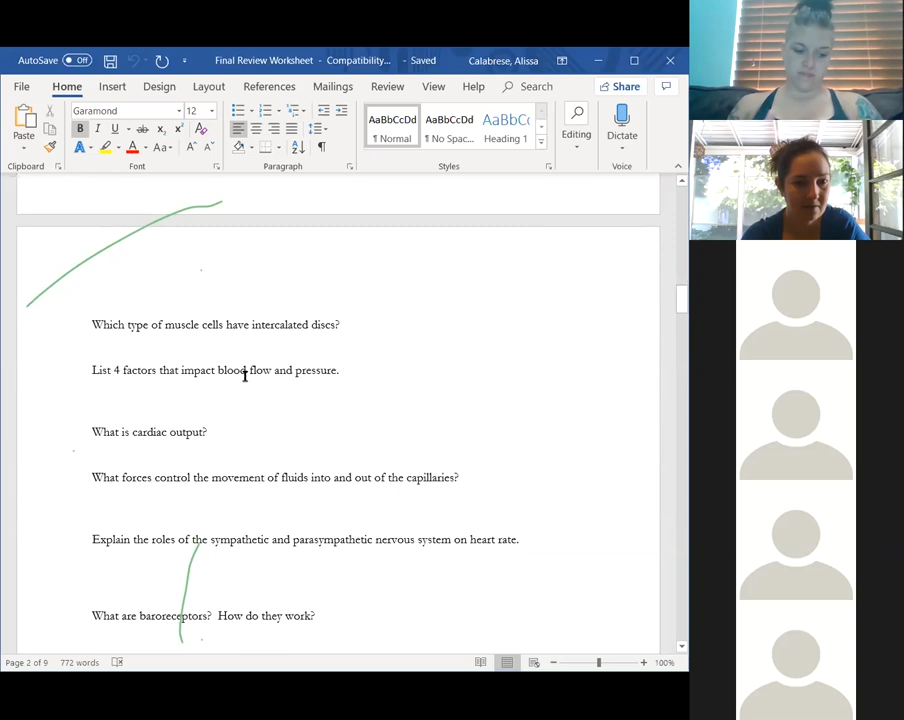 AutoSave Off Final Review Worksheet - Compatibility... - Saved Calabrese, Alissa
File Home Insert Design Layout References Mailings Review View Help Search Share
Garamond 12 AaBbCcDd AaBbCcDd AaBbCc
Paste B I U ab x₂ x² Normal No Spac... Heading 1 Editing Dictate
A A Aa A A
Clipboard Font Paragraph Styles Voice
Which type of muscle cells have intercalated discs?
List 4 factors that impact blood flow and pressure.
What is cardiac output?
What forces control the movement of fluids into and out of the capillaries?
Explain the roles of the sympathetic and parasympathetic nervous system on heart rate.
What are baroreceptors? How do they work?
Page 2 of 9 772 words 100%